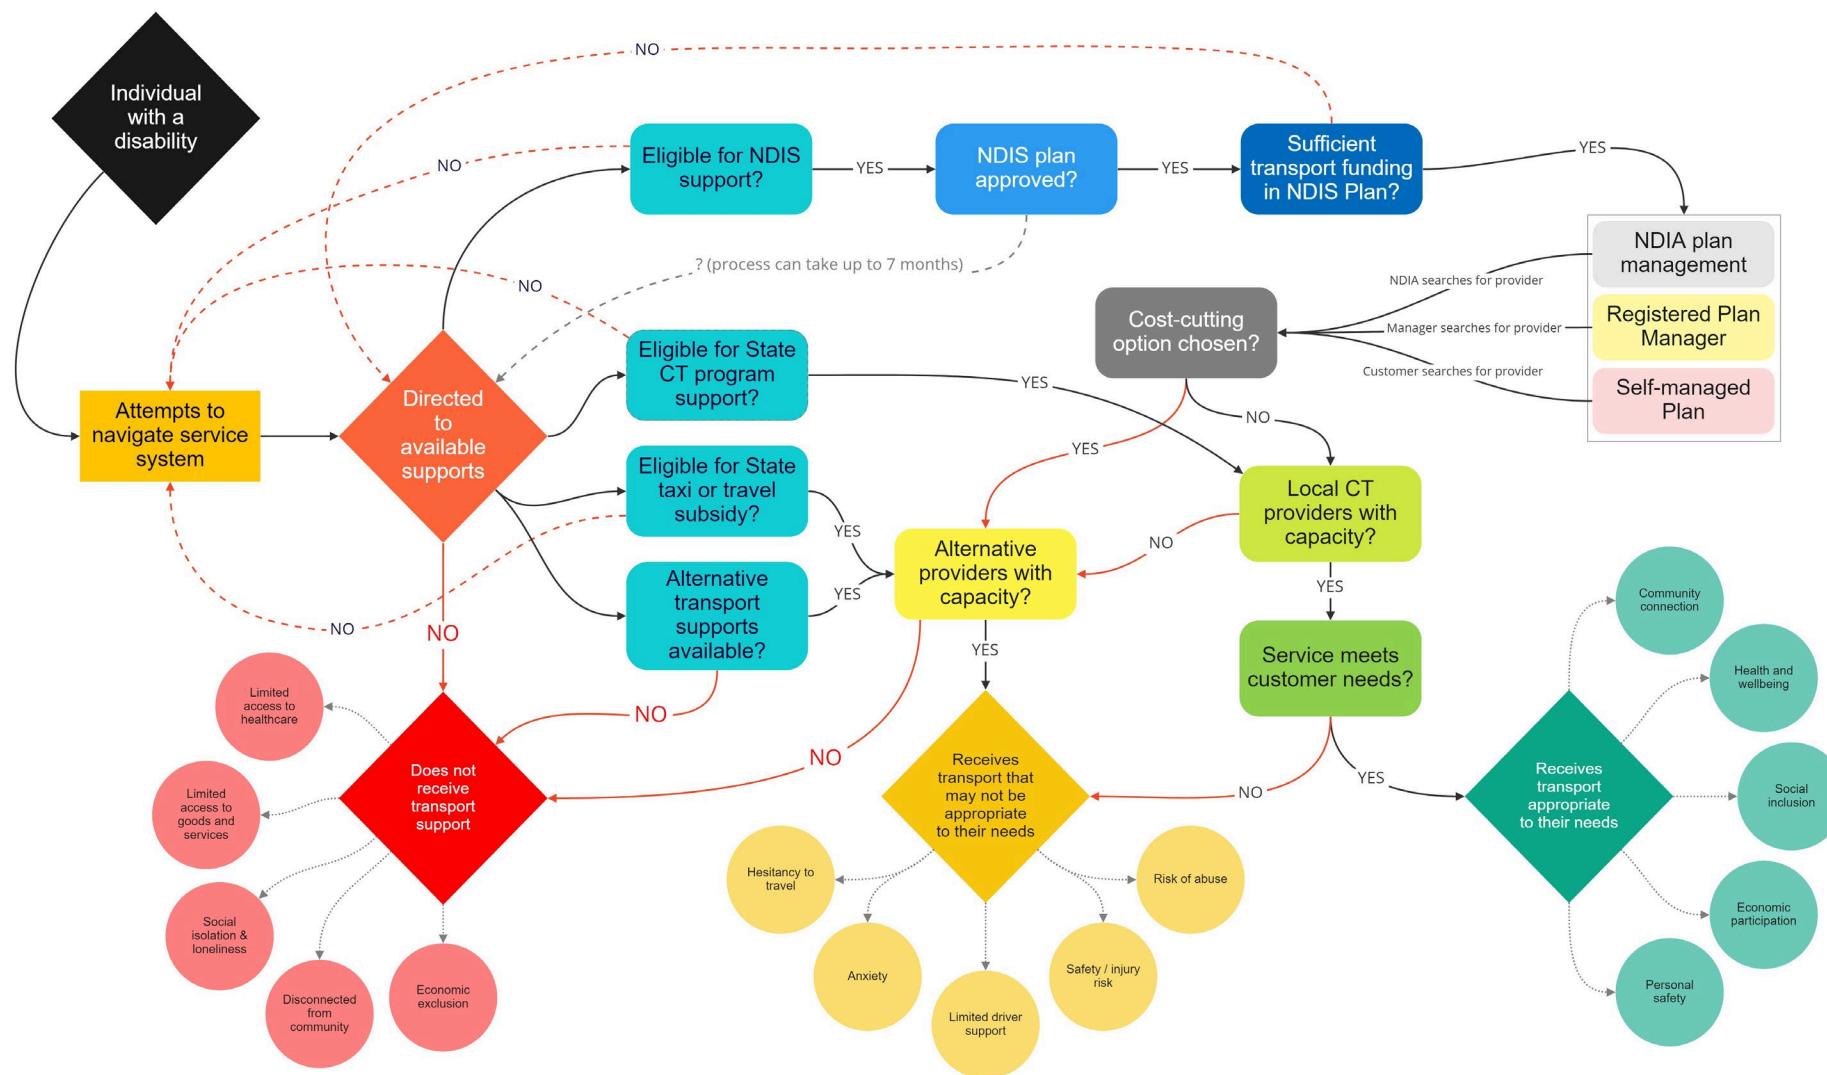 Individual
with a
disability
NO
NO
Eligible for NDIS
support?
YES
NDIS plan
approved?
YES
Sufficient
transport funding
in NDIS Plan?
YES
? (process can take up to 7 months)
NO
NDIA plan
management
Registered Plan
Manager
Self-managed
Plan
NDIA searches for provider
Manager searches for provider
Customer searches for provider
Cost-cutting
option chosen?
YES
NO
Attempts to
navigate service
system
Directed
to
available
supports
Eligible for State
CT program
support?
YES
Eligible for State
taxi or travel
subsidy?
YES
NO
Alternative
transport
supports
available?
YES
NO
NO
Alternative
providers with
capacity?
YES
NO
Local CT
providers with
capacity?
NO
YES
Service meets
customer needs?
NO
YES
Does not
receive
transport
support
Limited
access to
healthcare
Limited
access to
goods and
services
Social
isolation &
loneliness
Disconnected
from
community
Economic
exclusion
Receives
transport that
may not be
appropriate
to their needs
Hesitancy to
travel
Anxiety
Limited driver
support
Safety / injury
risk
Risk of abuse
Receives
transport
appropriate
to their needs
Community
connection
Health and
wellbeing
Social
inclusion
Economic
participation
Personal
safety